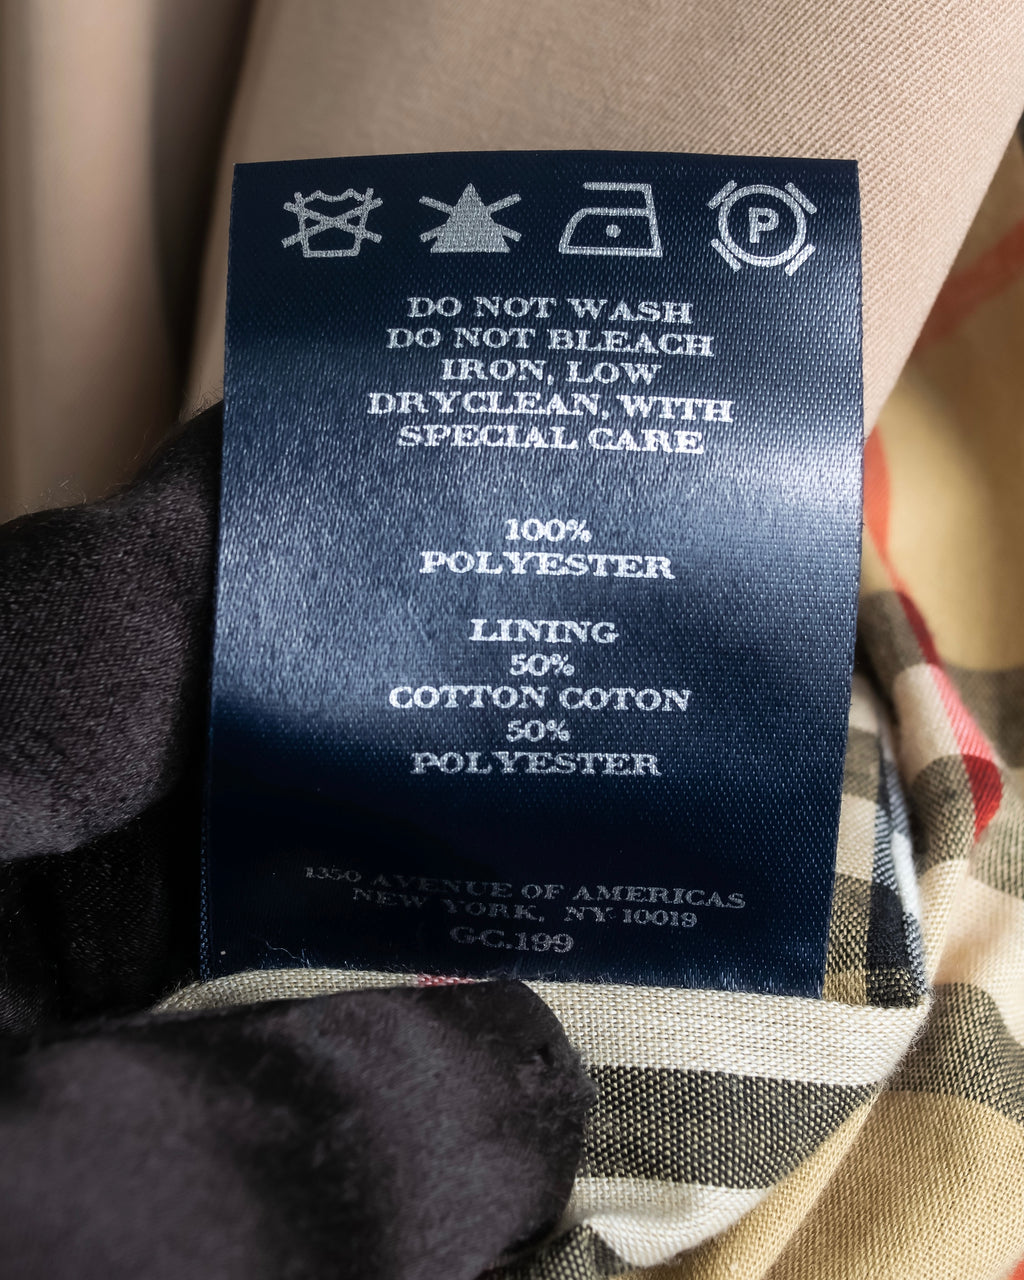 P
DO NOT WASH
DO NOT BLEACH
IRON, LOW
DRYCLEAN, WITH
SPECIAL CARE
100%
POLYESTER
LINING
50%
COTTON COTON
50%
POLYESTER
1350 AVENUE OF AMERICAS
NEW YORK, NY 10019
G.C.199